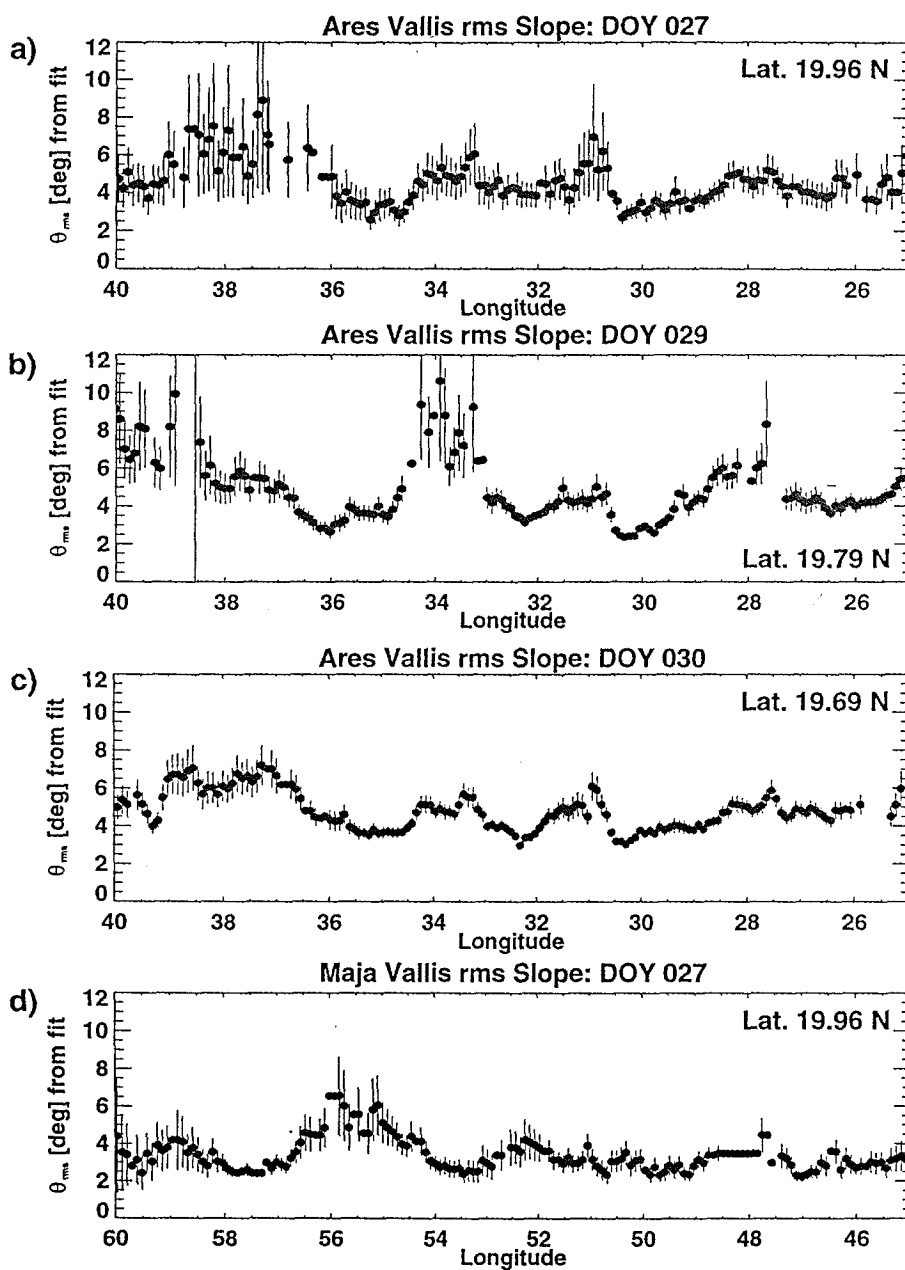 a)
Ares Vallis rms Slope: DOY 027
Lat. 19.96 N
θrms [deg] from fit
12
10
8
6
4
2
0
40 38 36 34 32 30 28 26
Longitude
b)
Ares Vallis rms Slope: DOY 029
θrms [deg] from fit
12
10
8
6
4
2
0
Lat. 19.79 N
40 38 36 34 32 30 28 26
Longitude
c)
Ares Vallis rms Slope: DOY 030
Lat. 19.69 N
θrms [deg] from fit
12
10
8
6
4
2
0
40 38 36 34 32 30 28 26
Longitude
d)
Maja Vallis rms Slope: DOY 027
Lat. 19.96 N
θrms [deg] from fit
12
10
8
6
4
2
0
60 58 56 54 52 50 48 46
Longitude